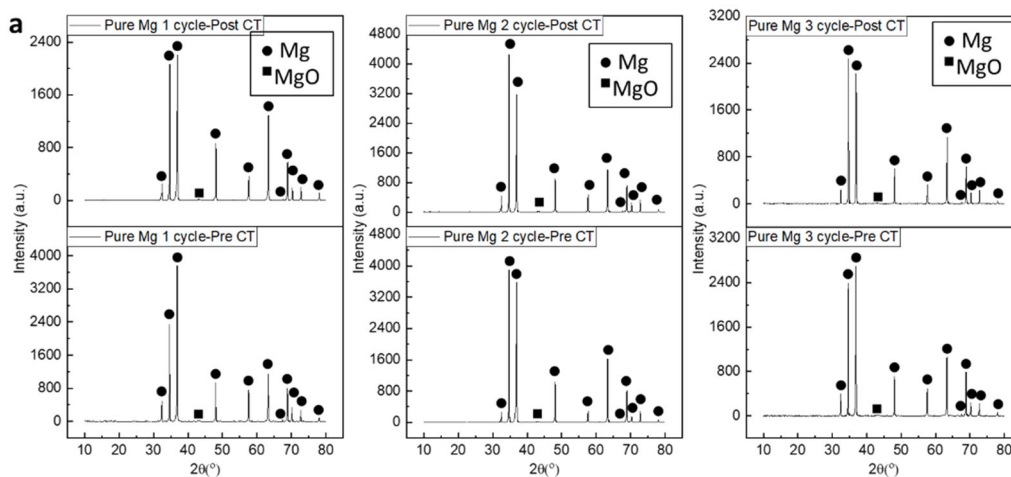 a
Pure Mg 1 cycle-Post CT
2400
1600
800
0
Mg
MgO
Pure Mg 1 cycle-Pre CT
4000
3200
2400
1600
800
0
Intensity (a.u.)
10 20 30 40 50 60 70 80
2θ(°)
Pure Mg 2 cycle-Post CT
4800
4000
3200
2400
1600
800
0
Mg
MgO
Pure Mg 2 cycle-Pre CT
4800
4000
3200
2400
1600
800
0
Intensity (a.u.)
10 20 30 40 50 60 70 80
2θ(°)
Pure Mg 3 cycle-Post CT
3200
2400
1600
800
0
Mg
MgO
Pure Mg 3 cycle-Pre CT
3200
2400
1600
800
0
Intensity (a.u.)
10 20 30 40 50 60 70 80
2θ(°)